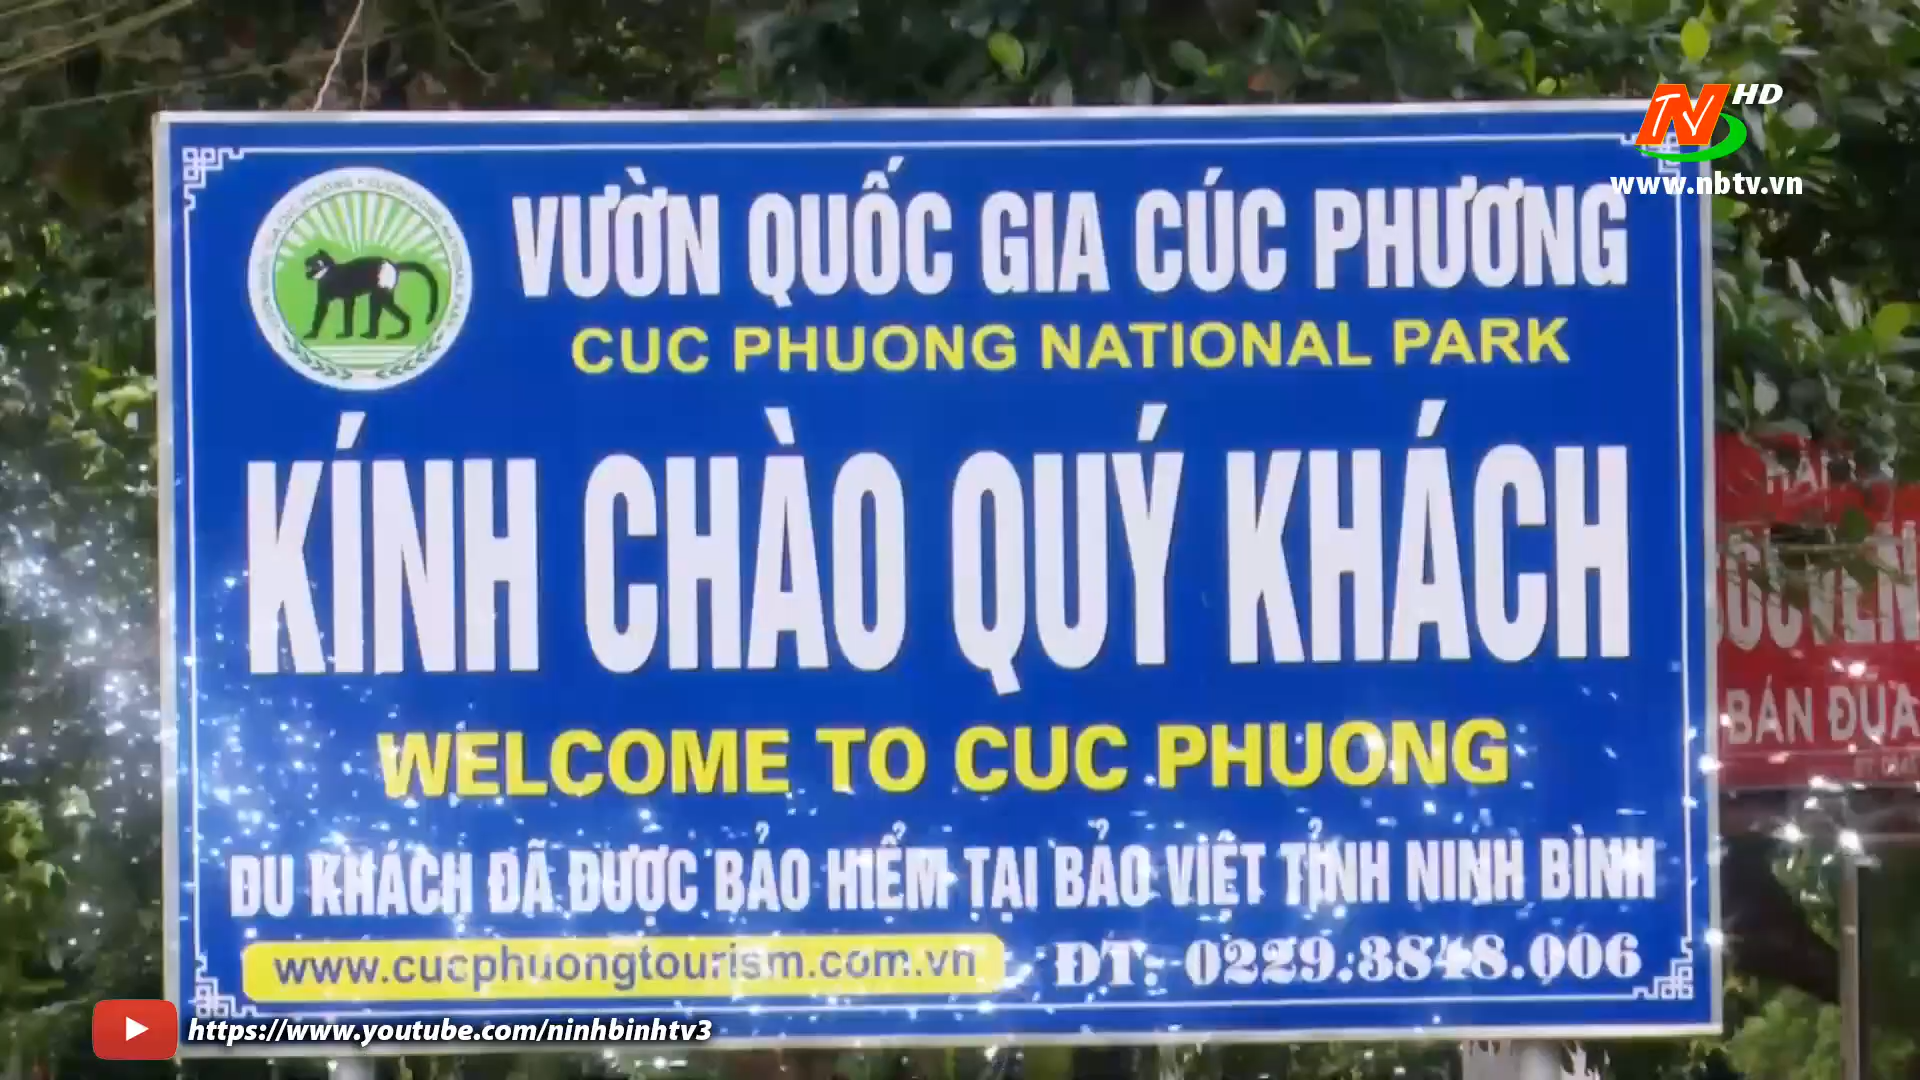 HD
www.nbtv.vn
VƯỜN QUỐC GIA CÚC PHƯƠNG
CUC PHUONG NATIONAL PARK
KÍNH CHÀO QUÝ KHÁCH
WELCOME TO CUC PHUONG
DU KHÁCH ĐÃ ĐƯỢC BẢO HIỂM TẠI BẢO VIỆT TỈNH NINH BÌNH
www.cucphuongtourism.com.vn
ĐT: 0229.3848.006
BÁN ĐÚA
https://www.youtube.com/ninhbinhtv3